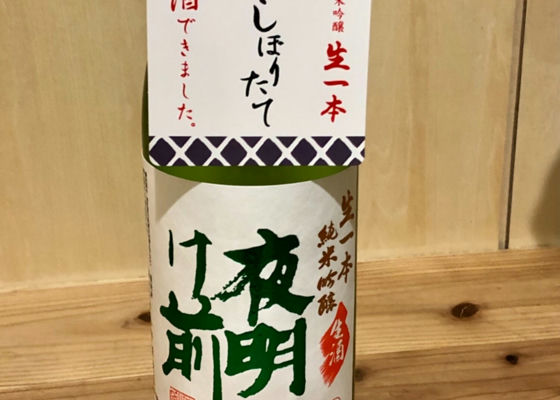 米吟醸
生一本
しぼりたて
酒できました。
生一本
純米吟醸
生酒
夜明
け前